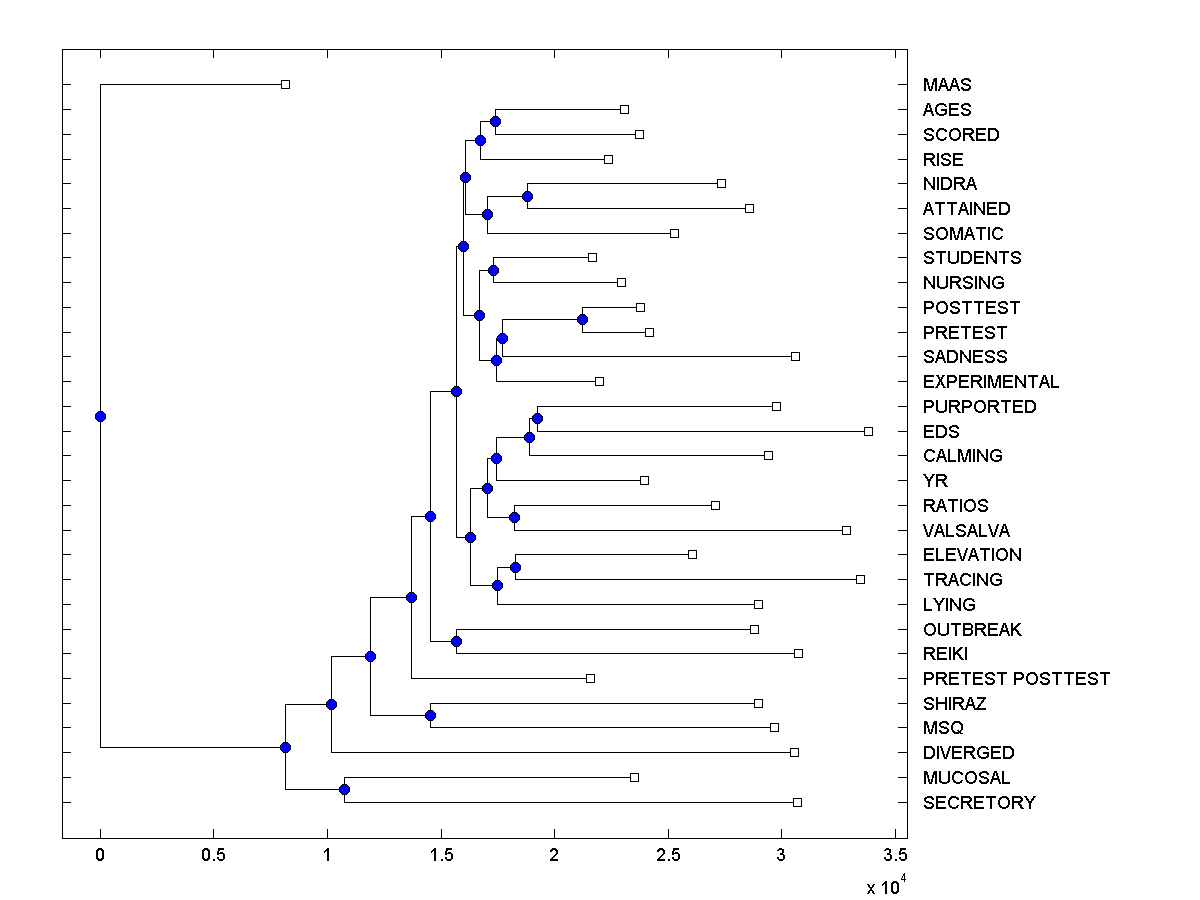 MAAS
AGES
SCORED
RISE
NIDRA
ATTAINED
SOMATIC
STUDENTS
NURSING
POSTTEST
PRETEST
SADNESS
EXPERIMENTAL
PURPORTED
EDS
CALMING
YR
RATIOS
VALSALVA
ELEVATION
TRACING
LYING
OUTBREAK
REIKI
PRETEST POSTTEST
SHIRAZ
MSQ
DIVERGED
MUCOSAL
SECRETORY
0 0.5 1 1.5 2 2.5 3 3.5
x 10^4